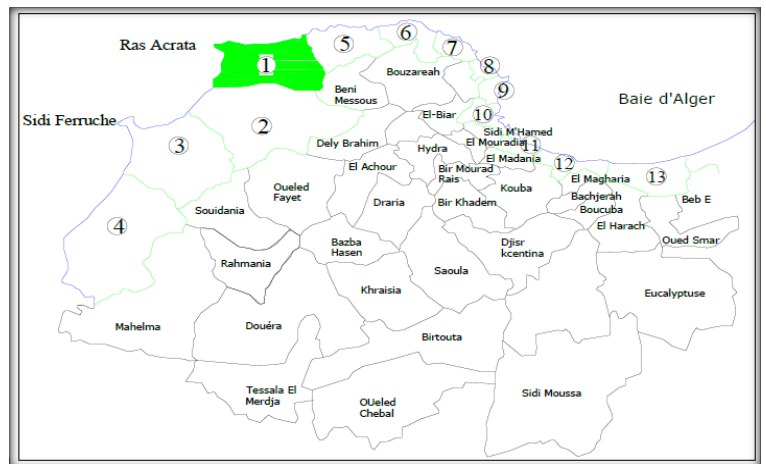 Ras Acrata
5
6
7
Bouzareah
8
1
Beni
Messous
9
Baie d'Alger
Sidi Ferruche
El-Biar
10
2
Sidi M'Hamed
Dely Brahim
El Mouradia
11
3
Hydra
El Madania
12
El Achour
Bir Mourad
Rais
El Magharia
13
Oueled
Fayet
Kouba
Bachjerah
Beb E
Souidania
Draria
Bir Khadem
Boucuba
4
El Harach
Bazba
Hasen
Djisr
kcentina
Oued Smar
Rahmania
Saoula
Khraisia
Eucalyptuse
Mahelma
Douéra
Birtouta
Tessala El
Merdja
OUeled
Chebal
Sidi Moussa